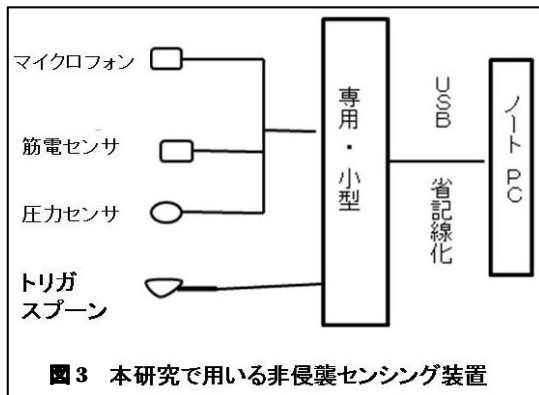 マイクロフォン
筋電センサ
圧力センサ
トリガ
スプーン
専用・小型
USB
省記線化
ノートPC
図3 本研究で用いる非侵襲センシング装置